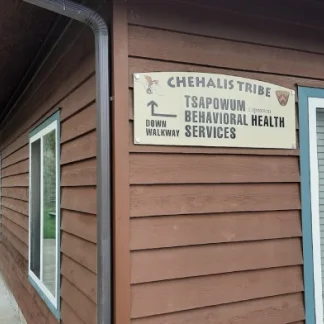 CHEHALIS TRIBE
TSAPOWUM
BEHAVIORAL HEALTH
SERVICES
DOWN
WALKWAY